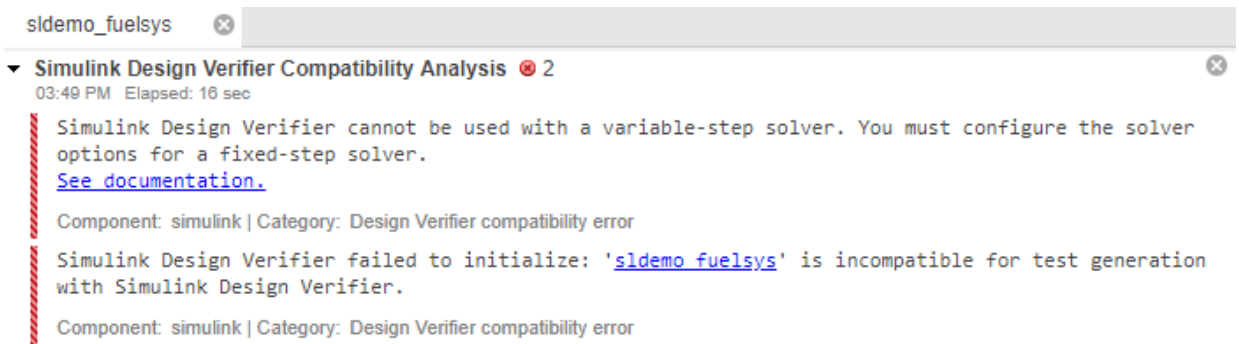 sldemo_fuelsys
Simulink Design Verifier Compatibility Analysis 2
03:49 PM Elapsed: 16 sec
Simulink Design Verifier cannot be used with a variable-step solver. You must configure the solver
options for a fixed-step solver.
See documentation.
Component: simulink | Category: Design Verifier compatibility error
Simulink Design Verifier failed to initialize: 'sldemo_fuelsys' is incompatible for test generation
with Simulink Design Verifier.
Component: simulink | Category: Design Verifier compatibility error